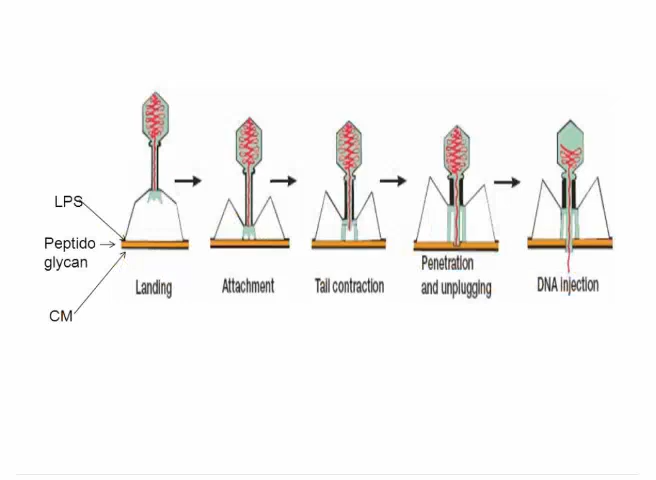 LPS
Peptido
glycan
CM
Landing
Attachment
Tail contraction
Penetration
and unplugging
DNA injection